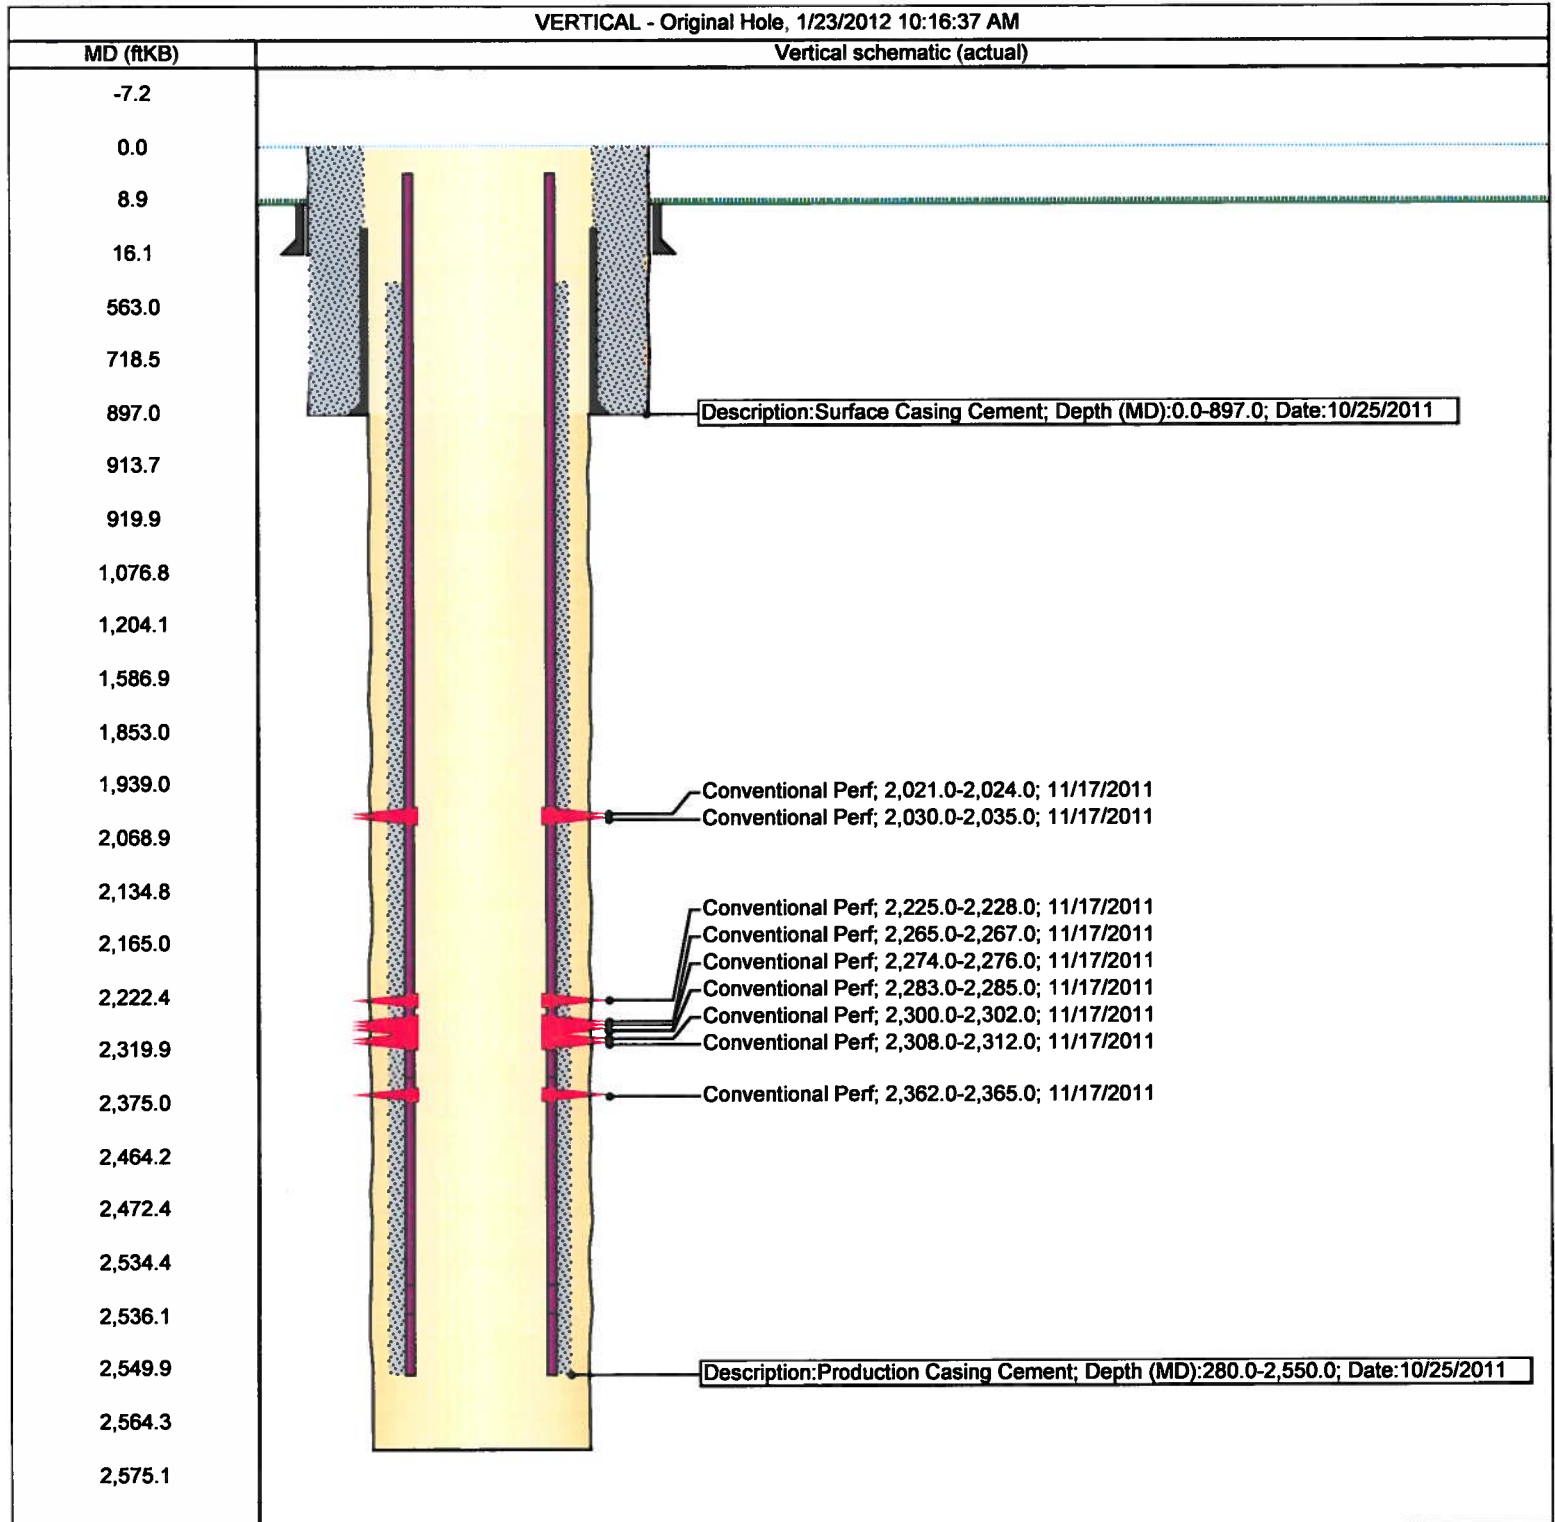 VERTICAL - Original Hole, 1/23/2012 10:16:37 AM
MD (ftKB)
Vertical schematic (actual)
-7.2
0.0
8.9
16.1
563.0
718.5
897.0
Description:Surface Casing Cement; Depth (MD):0.0-897.0; Date:10/25/2011
913.7
919.9
1,076.8
1,204.1
1,586.9
1,853.0
1,939.0
Conventional Perf; 2,021.0-2,024.0; 11/17/2011
Conventional Perf; 2,030.0-2,035.0; 11/17/2011
2,068.9
2,134.8
Conventional Perf; 2,225.0-2,228.0; 11/17/2011
2,165.0
Conventional Perf; 2,265.0-2,267.0; 11/17/2011
Conventional Perf; 2,274.0-2,276.0; 11/17/2011
2,222.4
Conventional Perf; 2,283.0-2,285.0; 11/17/2011
Conventional Perf; 2,300.0-2,302.0; 11/17/2011
Conventional Perf; 2,308.0-2,312.0; 11/17/2011
2,319.9
Conventional Perf; 2,362.0-2,365.0; 11/17/2011
2,375.0
2,464.2
2,472.4
2,534.4
2,536.1
2,549.9
Description:Production Casing Cement; Depth (MD):280.0-2,550.0; Date:10/25/2011
2,564.3
2,575.1